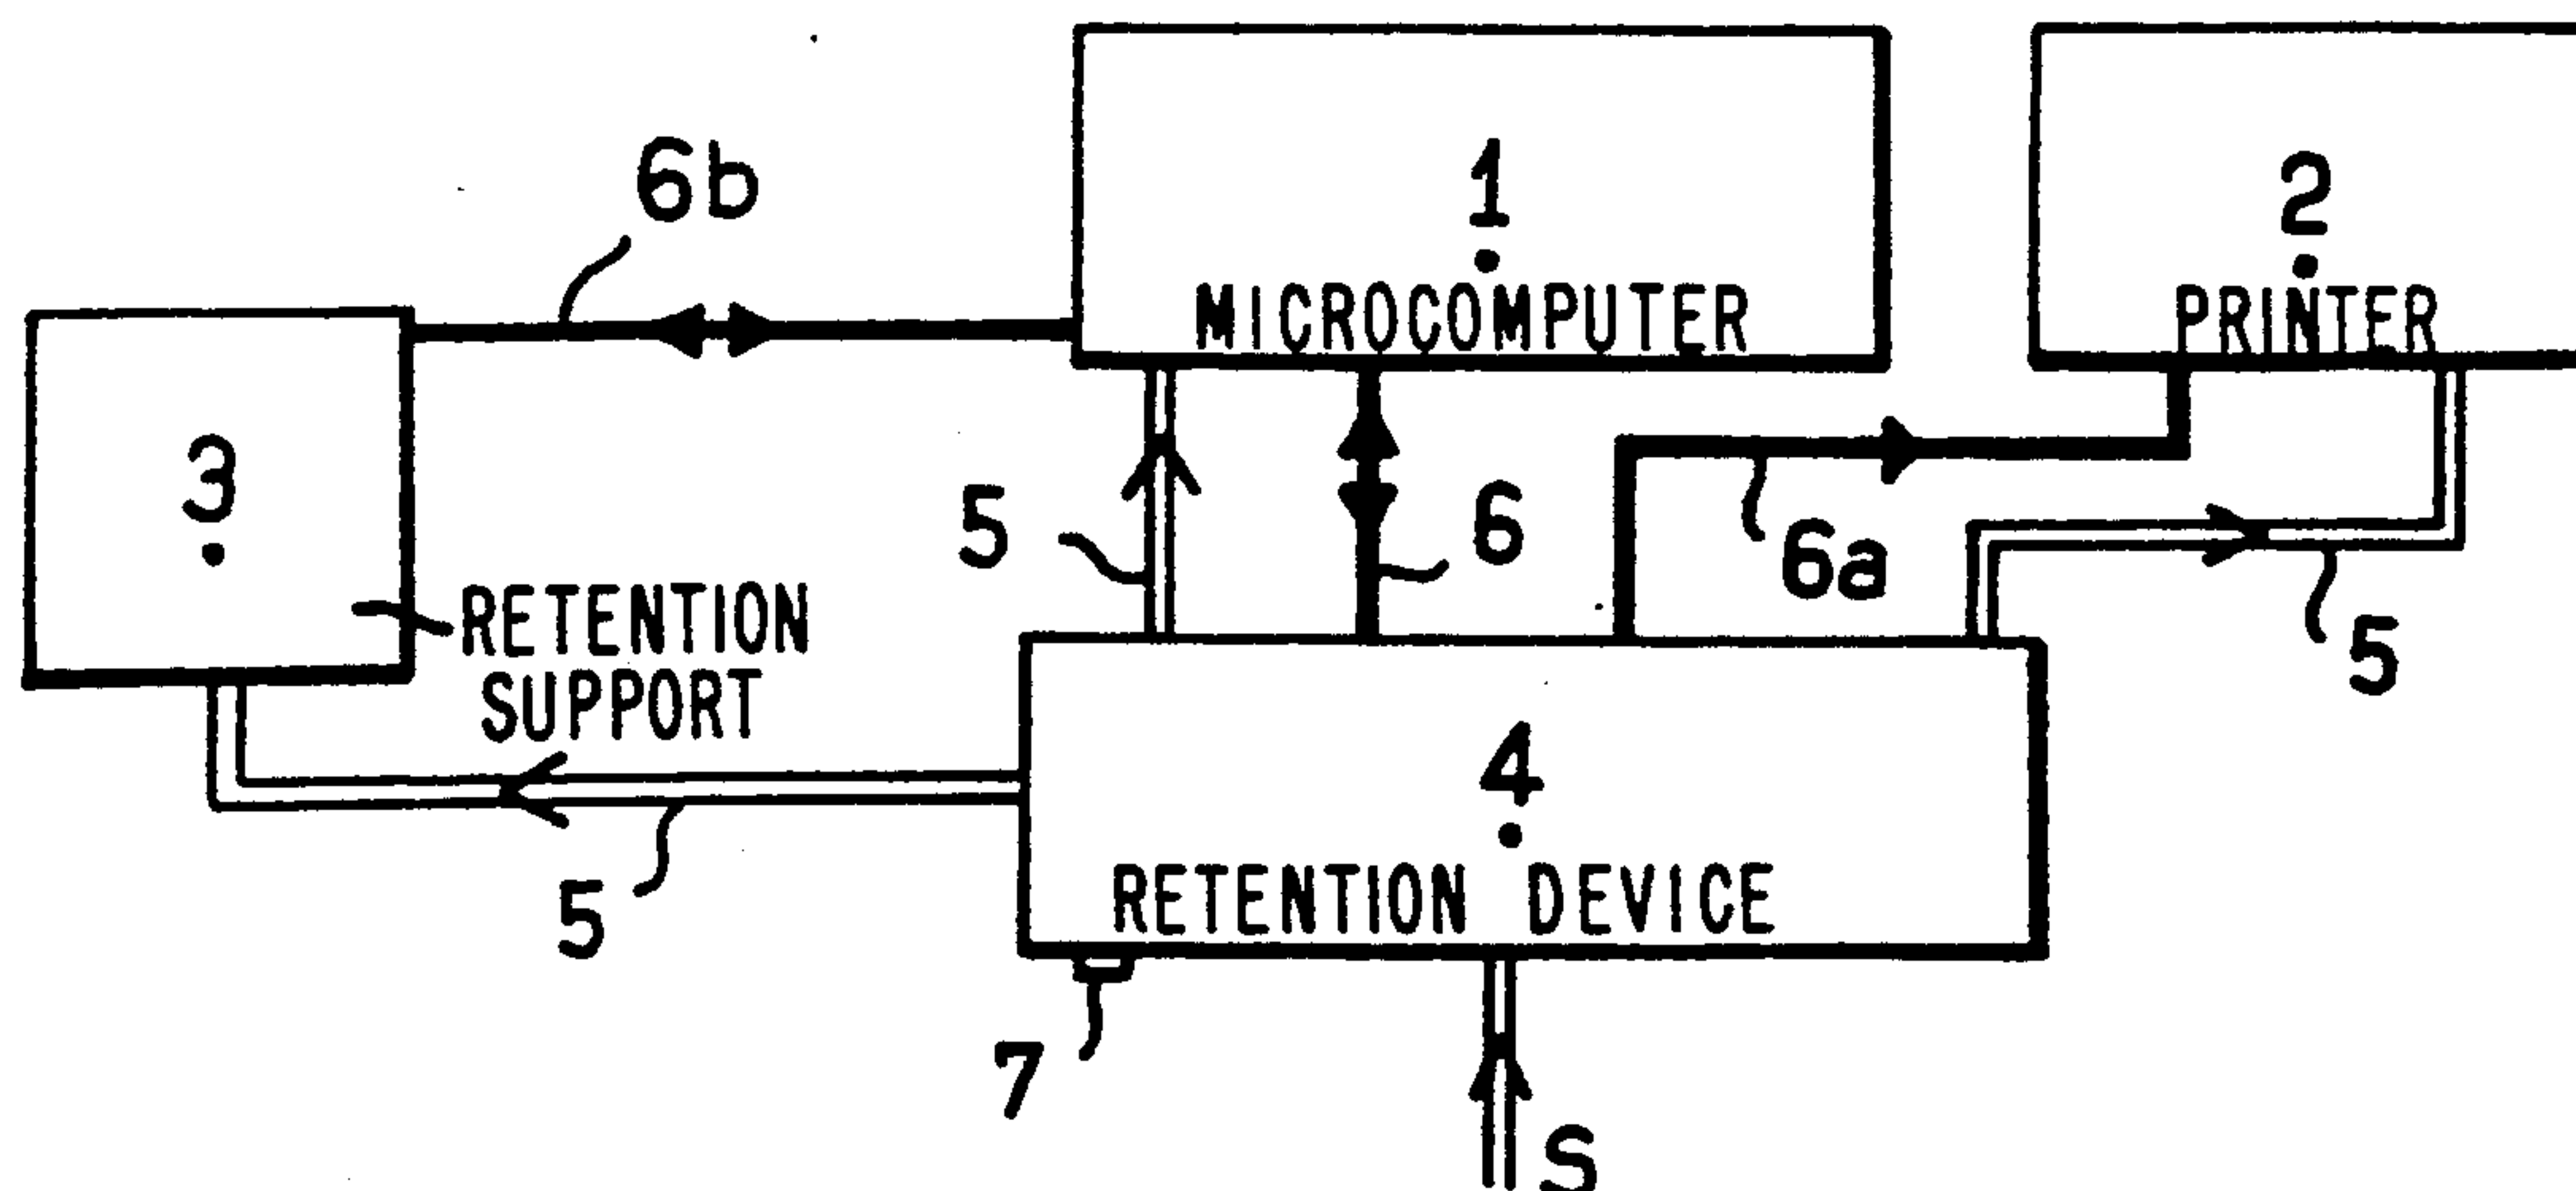 6b
1
MICROCOMPUTER
2
PRINTER
3
RETENTION
SUPPORT
5
6
6a
5
4
RETENTION DEVICE
5
7
S